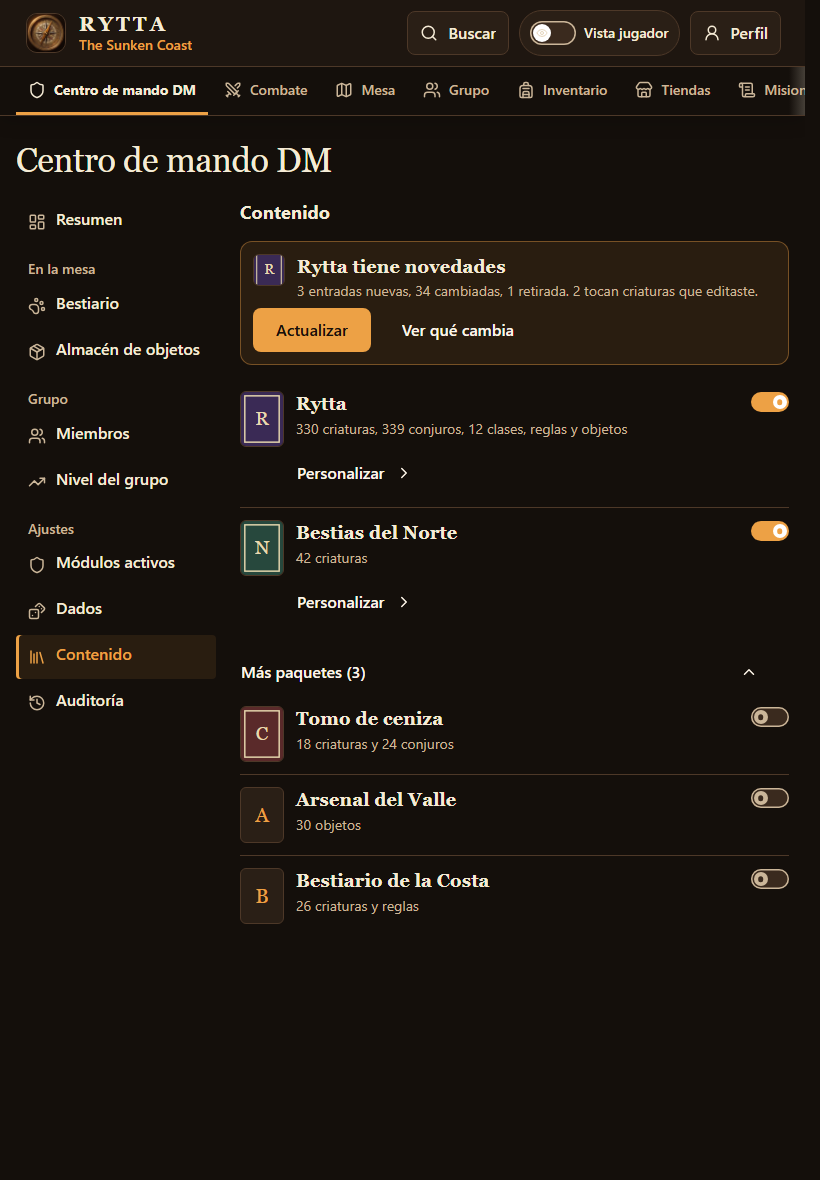 RYTTA
The Sunken Coast
Buscar
Vista jugador
Perfil
Centro de mando DM
Combate
Mesa
Grupo
Inventario
Tiendas
Mision
Centro de mando DM
Resumen
En la mesa
Bestiario
Almacén de objetos
Grupo
Miembros
Nivel del grupo
Ajustes
Módulos activos
Dados
Contenido
Auditoría
Contenido
R
Rytta tiene novedades
3 entradas nuevas, 34 cambiadas, 1 retirada. 2 tocan criaturas que editaste.
Actualizar
Ver qué cambia
R
Rytta
330 criaturas, 339 conjuros, 12 clases, reglas y objetos
Personalizar
N
Bestias del Norte
42 criaturas
Personalizar
Más paquetes (3)
C
Tomo de ceniza
18 criaturas y 24 conjuros
A
Arsenal del Valle
30 objetos
B
Bestiario de la Costa
26 criaturas y reglas